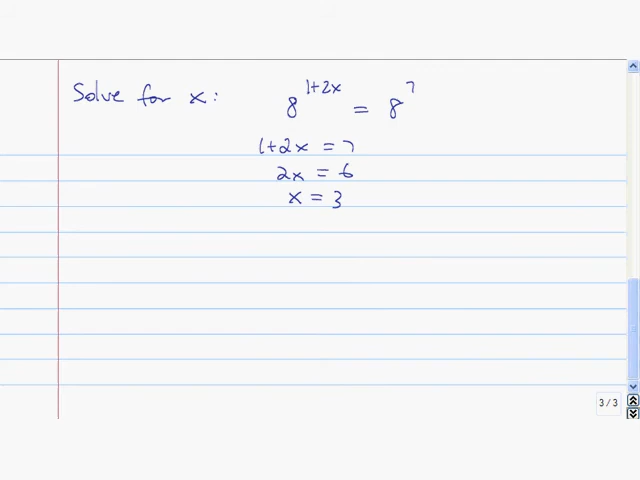 Solve for x: 8^(1+2x) = 8^7
1+2x = 7
2x = 6
x = 3
3 / 3